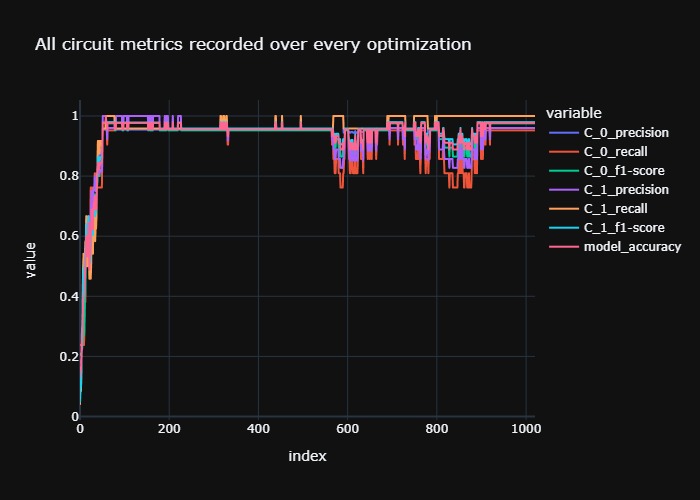 All circuit metrics recorded over every optimization
variable
C_0_precision
C_0_recall
C_0_f1-score
C_1_precision
C_1_recall
C_1_f1-score
model_accuracy
value
1
0.8
0.6
0.4
0.2
0
0 200 400 600 800 1000
index